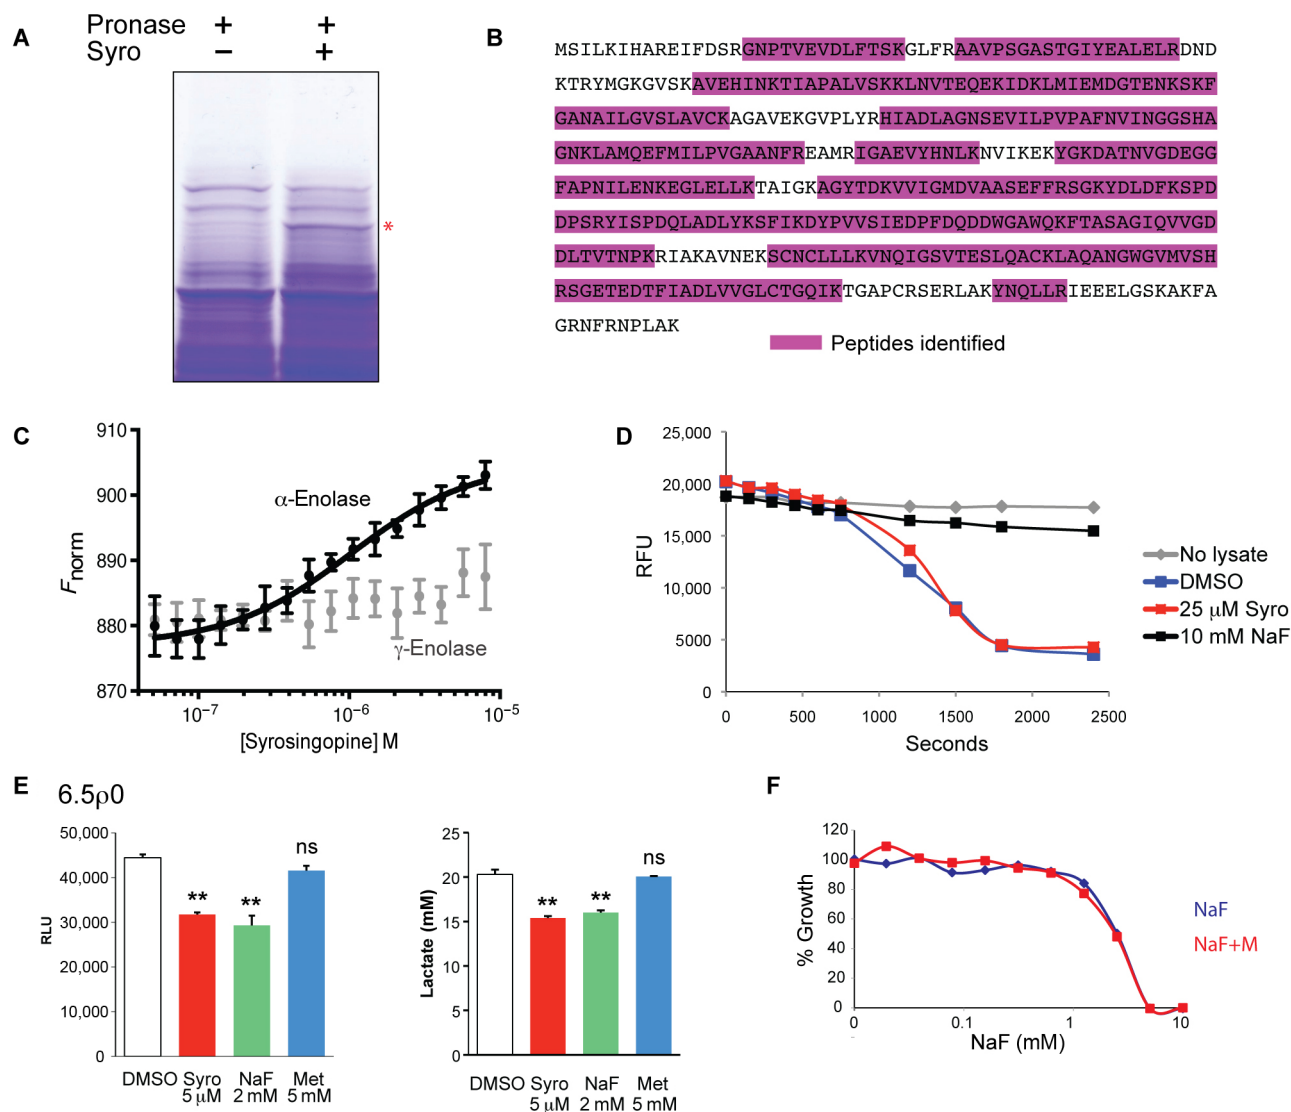 A
Pronase + +
Syro − +
*
B
MSILKIHAREIFDSRGNPTVEVDLFTSKGLFRAAVPSGASTGIYEALELRDND
KTRYMGKGVSKAVEHINKTIAPALVSKKLNVTEQEKIDKLMIEMDGTENKSKF
GANAILGVSLAVCKAGAVEKGVPLYRHIADLAGNSEVILPVPAFNVINGGSHA
GNKLAMQEFMILPVGAANFREAMRIGAEVYHNLKNVIKEKYGKDATNVGDEGG
FAPNILENKEGLELLKTAIGKAGYTDKVVIGMDVAASEFFRSGKYDLDFKSPD
DPSRYISPDQLADLYKSFIKDYPVVSIEDPFDQDDWGAWQKFTASAGIQVVGD
DLTVTNPKRIAKAVNEKSCNCLLLKVNQIGSVTESLQACKLAQANGWGVMVSH
RSGETEDTFIADLVVGLCTGQIKTGAPCRSERLAKYNQLLRIEEELGSKAKFA
GRNFRNPLAK
Peptides identified
C
Fnorm
910
900
890
880
870
α-Enolase
γ-Enolase
10−7 10−6 10−5
[Syrosingopine] M
D
RFU
25,000
20,000
15,000
10,000
5000
0
0 500 1000 1500 2000 2500
Seconds
No lysate
DMSO
25 μM Syro
10 mM NaF
E
6.5ρ0
RLU
50,000
40,000
30,000
20,000
10,000
0
** ** ns
DMSO Syro NaF Met
5 μM 2 mM 5 mM
Lactate (mM)
25
20
15
10
5
0
** ** ns
DMSO Syro NaF Met
5 μM 2 mM 5 mM
F
% Growth
120
100
80
60
40
20
0
0 0.1 1 10
NaF (mM)
NaF
NaF+M